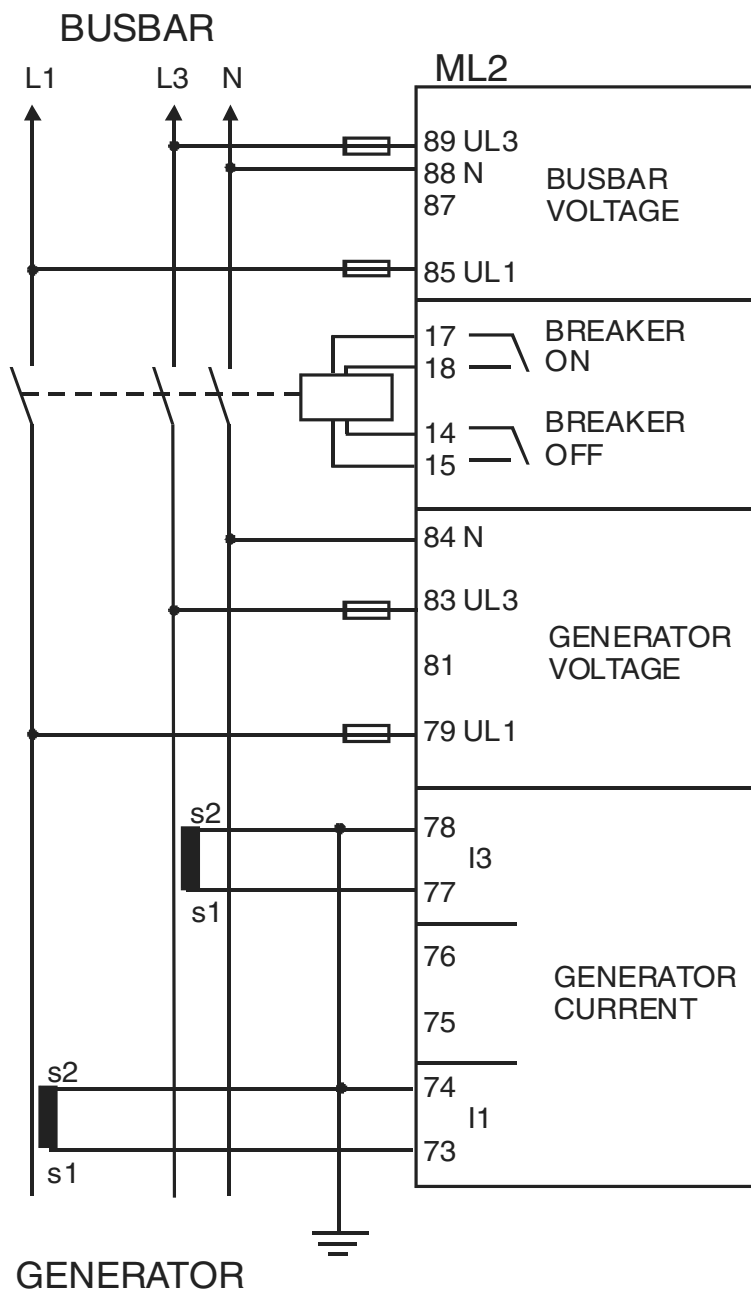 BUSBAR
L1 L3 N
ML2
89 UL3
88 N
87
85 UL1
BUSBAR
VOLTAGE
17
18
BREAKER
ON
14
15
BREAKER
OFF
84 N
83 UL3
81
79 UL1
GENERATOR
VOLTAGE
s2
s1
78
I3
77
76
75
GENERATOR
CURRENT
s2
s1
74
I1
73
GENERATOR